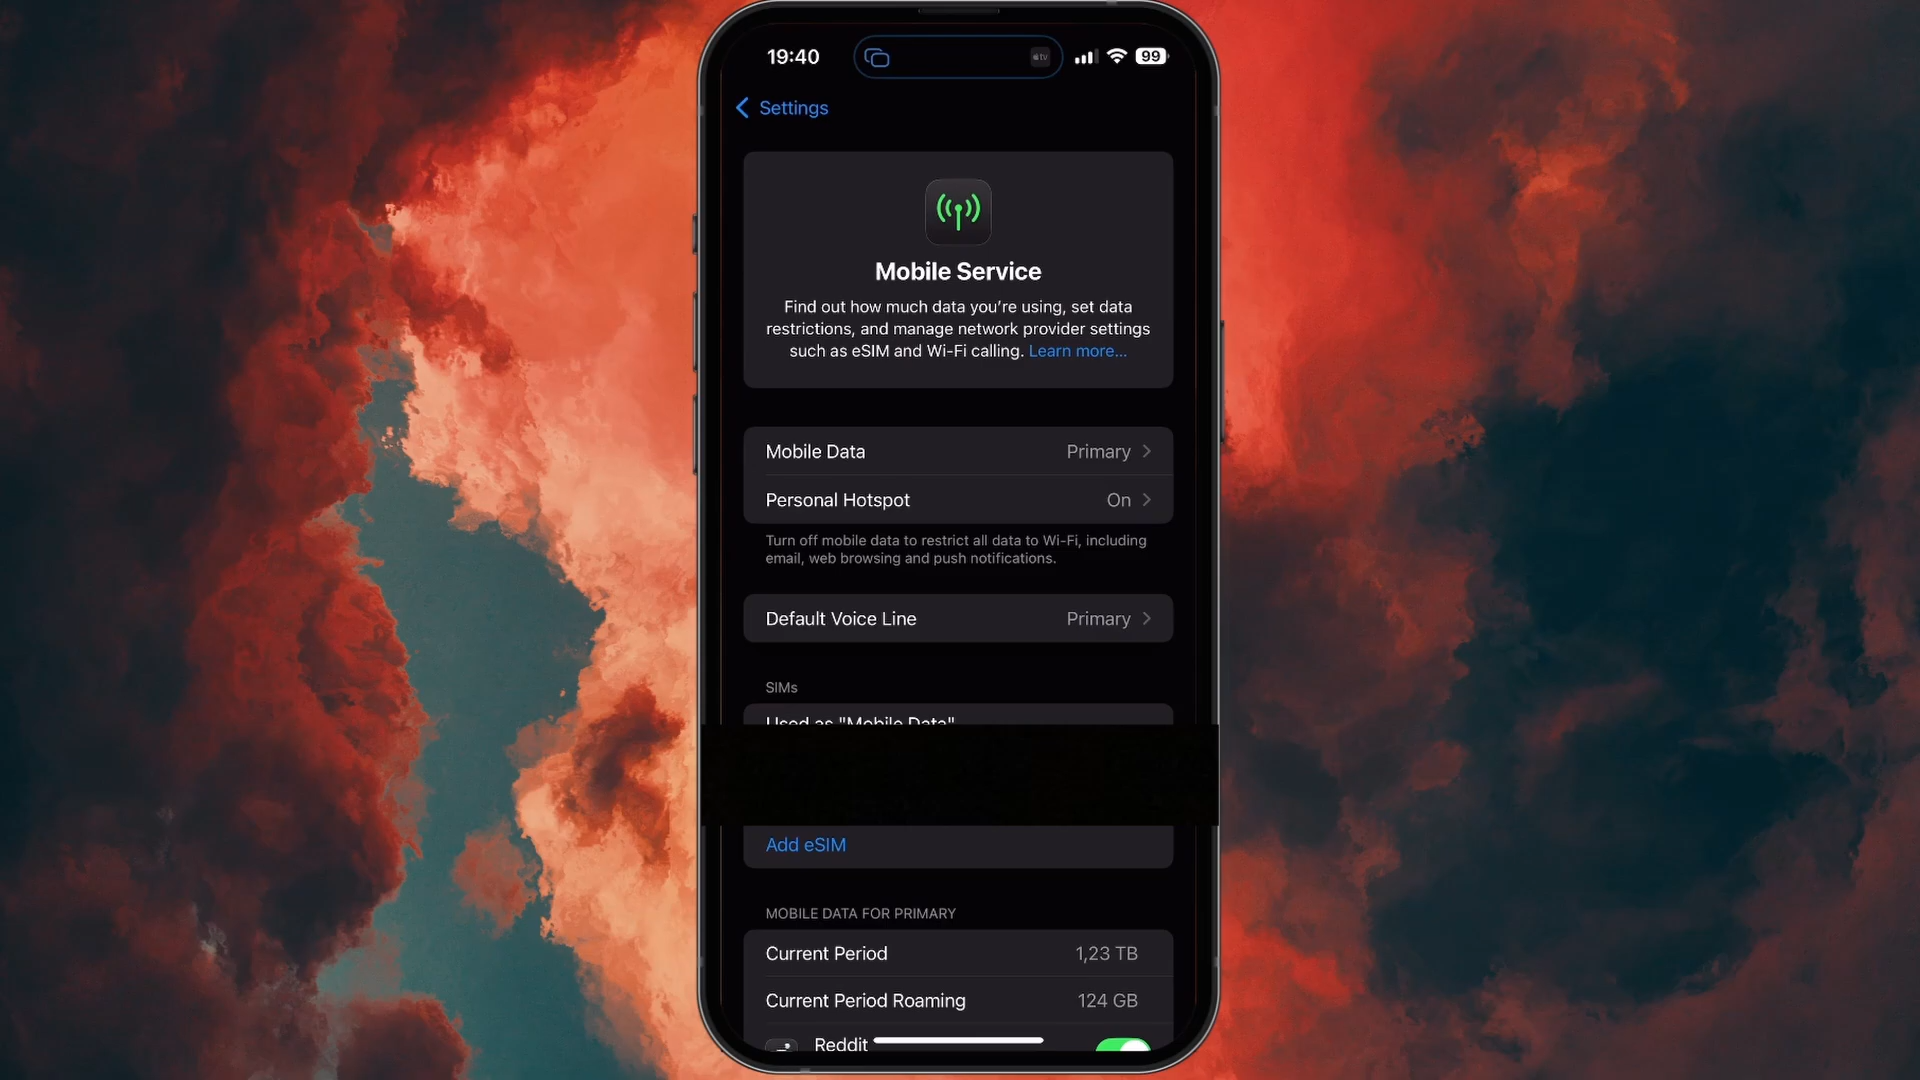 19:40
tv
99
Settings
Mobile Service
Find out how much data you're using, set data
restrictions, and manage network provider settings
such as eSIM and Wi-Fi calling. Learn more...
Mobile Data Primary
Personal Hotspot On
Turn off mobile data to restrict all data to Wi-Fi, including
email, web browsing and push notifications.
Default Voice Line Primary
SIMs
Used as "Mobile Data"
Add eSIM
MOBILE DATA FOR PRIMARY
Current Period 1,23 TB
Current Period Roaming 124 GB
Reddit